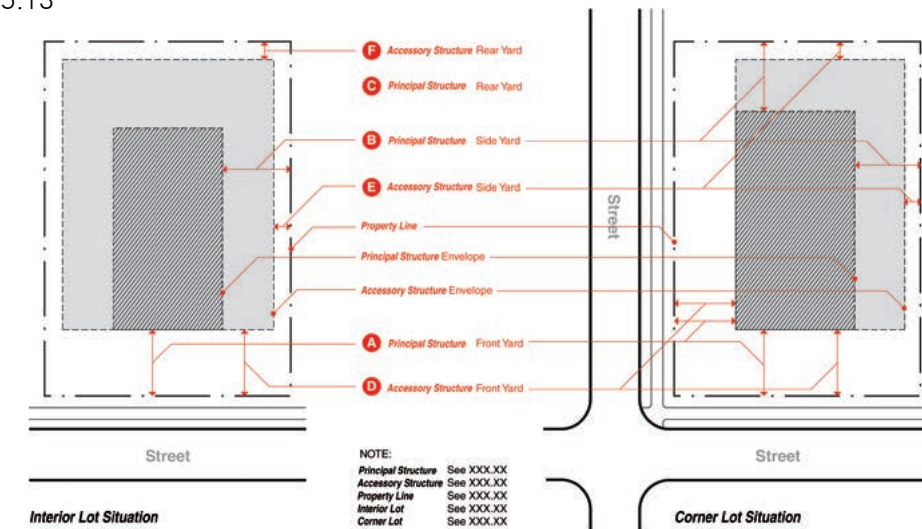 5.13
F Accessory Structure Rear Yard
C Principal Structure Rear Yard
B Principal Structure Side Yard
E Accessory Structure Side Yard
Property Line
Principal Structure Envelope
Accessory Structure Envelope
A Principal Structure Front Yard
D Accessory Structure Front Yard
Street
Street
Street
NOTE:
Principal Structure See XXX.XX
Accessory Structure See XXX.XX
Property Line See XXX.XX
Interior Lot See XXX.XX
Corner Lot See XXX.XX
Interior Lot Situation
Corner Lot Situation